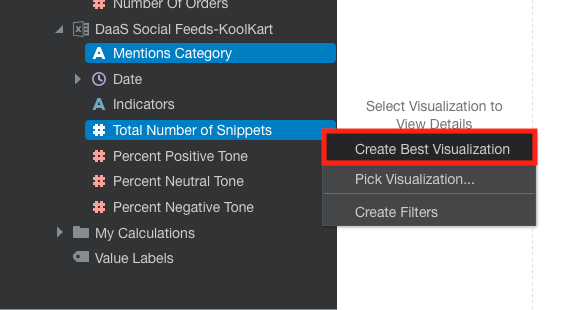 Number Of Orders
DaaS Social Feeds-KoolKart
A Mentions Category
Date
A Indicators
# Total Number of Snippets
# Percent Positive Tone
# Percent Neutral Tone
# Percent Negative Tone
My Calculations
Value Labels
Select Visualization to
View Details
Create Best Visualization
Pick Visualization...
Create Filters